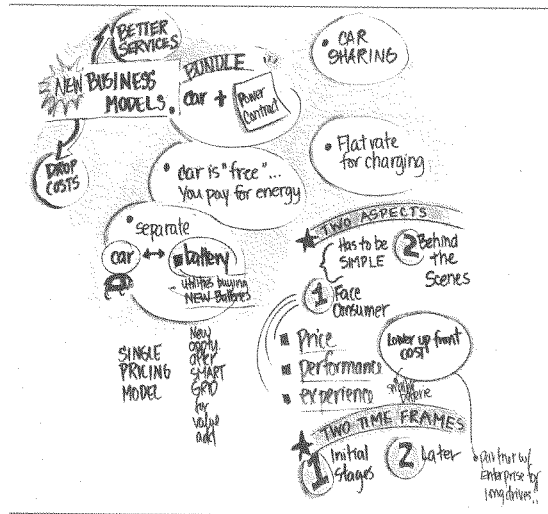 BETTER
SERVICES
NEW BUSINESS
MODELS.
DROP
COSTS
BUNDLE
car +
Power
Contract
• CAR
SHARING
• Flat rate
for charging
• Car is "free"...
You pay for energy
• separate
car ↔ battery
- utilities buying
NEW Batteries
SINGLE
PRICING
MODEL
New
SMART
GRID
for
value
add
TWO ASPECTS
Has to be
SIMPLE
1 Face
Consumer
2 Behind
the
Scenes
Price
Performance
experience
Lower up front
COST
TWO TIME FRAMES
1 Initial
Stages
2 Later
• partner w/
Enterprise for
long drives..